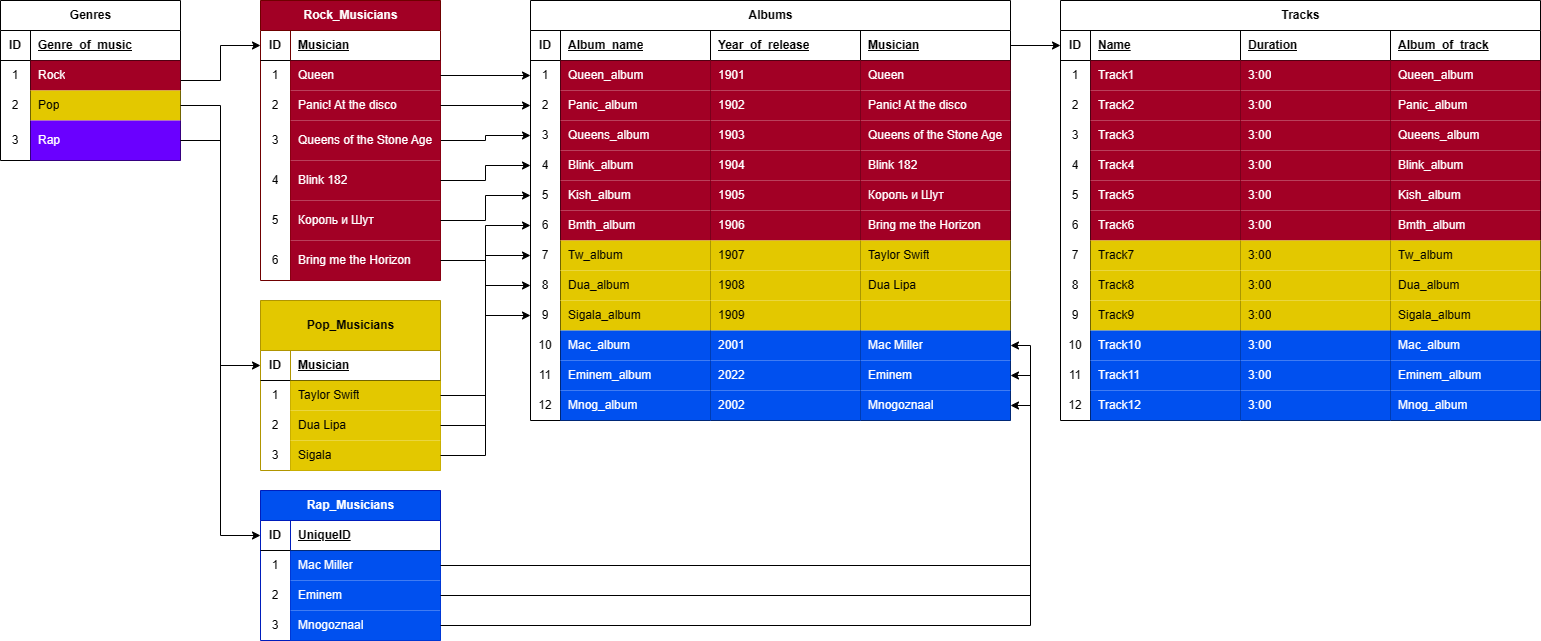 Genres
ID Genre_of_music
1 Rock
2 Pop
3 Rap
Rock_Musicians
ID Musician
1 Queen
2 Panic! At the disco
3 Queens of the Stone Age
4 Blink 182
5 Король и Шут
6 Bring me the Horizon
Pop_Musicians
ID Musician
1 Taylor Swift
2 Dua Lipa
3 Sigala
Rap_Musicians
ID UniqueID
1 Mac Miller
2 Eminem
3 Mnogoznaal
Albums
ID Album_name Year_of_release Musician
1 Queen_album 1901 Queen
2 Panic_album 1902 Panic! At the disco
3 Queens_album 1903 Queens of the Stone Age
4 Blink_album 1904 Blink 182
5 Kish_album 1905 Король и Шут
6 Bmth_album 1906 Bring me the Horizon
7 Tw_album 1907 Taylor Swift
8 Dua_album 1908 Dua Lipa
9 Sigala_album 1909
10 Mac_album 2001 Mac Miller
11 Eminem_album 2022 Eminem
12 Mnog_album 2002 Mnogoznaal
Tracks
ID Name Duration Album_of_track
1 Track1 3:00 Queen_album
2 Track2 3:00 Panic_album
3 Track3 3:00 Queens_album
4 Track4 3:00 Blink_album
5 Track5 3:00 Kish_album
6 Track6 3:00 Bmth_album
7 Track7 3:00 Tw_album
8 Track8 3:00 Dua_album
9 Track9 3:00 Sigala_album
10 Track10 3:00 Mac_album
11 Track11 3:00 Eminem_album
12 Track12 3:00 Mnog_album